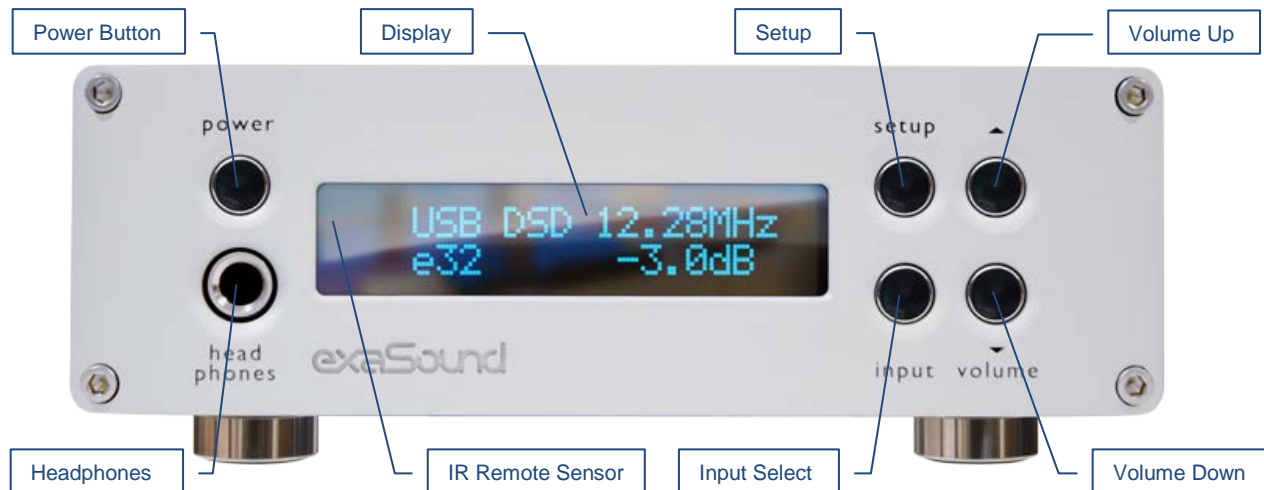 Power Button
Display
Setup
Volume Up
power
setup
USB DSD 12.28MHz
e32 -3.0dB
head
phones
exaSound
input volume
Headphones
IR Remote Sensor
Input Select
Volume Down